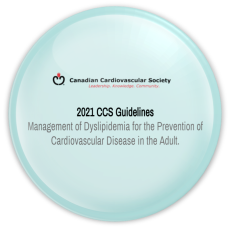 Canadian Cardiovascular Society
Leadership. Knowledge. Community.
2021 CCS Guidelines
Management of Dyslipidemia for the Prevention of
Cardiovascular Disease in the Adult.